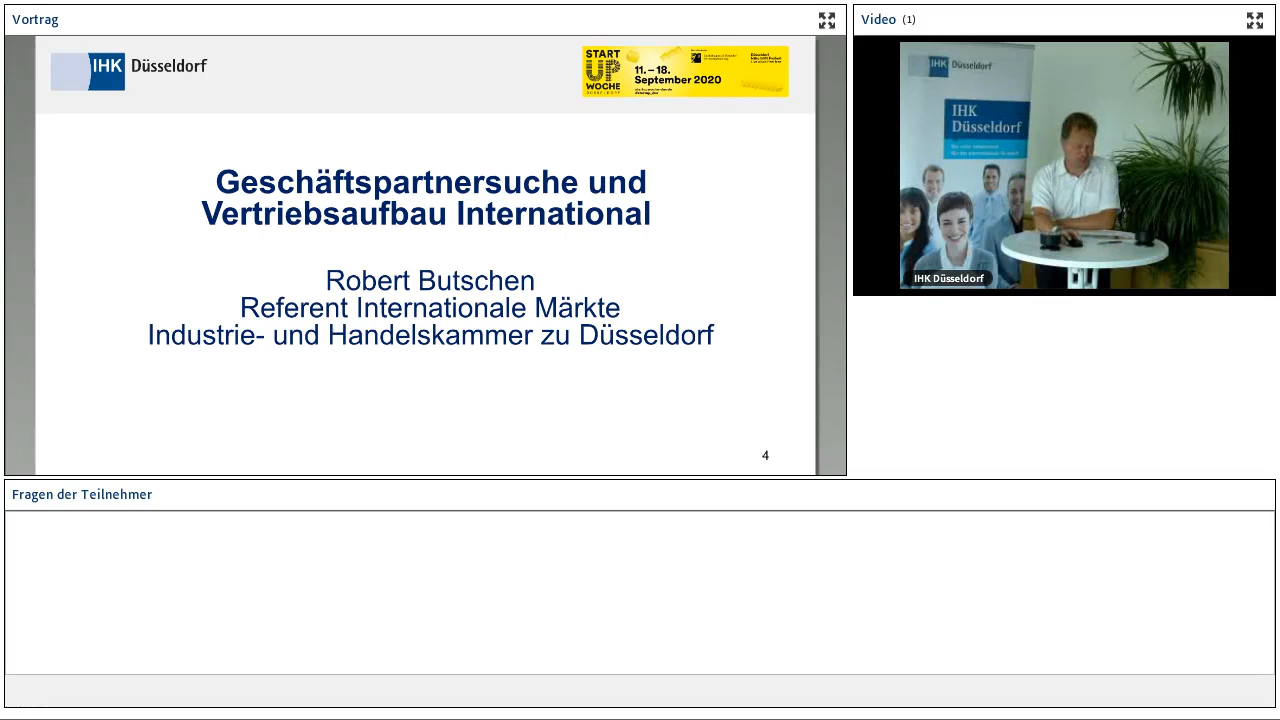 Vortrag
IHK Düsseldorf
START
UP
WOCHE
DÜSSELDORF
11. – 18.
September 2020
Geschäftspartnersuche und
Vertriebsaufbau International
Robert Butschen
Referent Internationale Märkte
Industrie- und Handelskammer zu Düsseldorf
4
Video (1)
IHK Düsseldorf
IHK
Düsseldorf
IHK Düsseldorf
Fragen der Teilnehmer